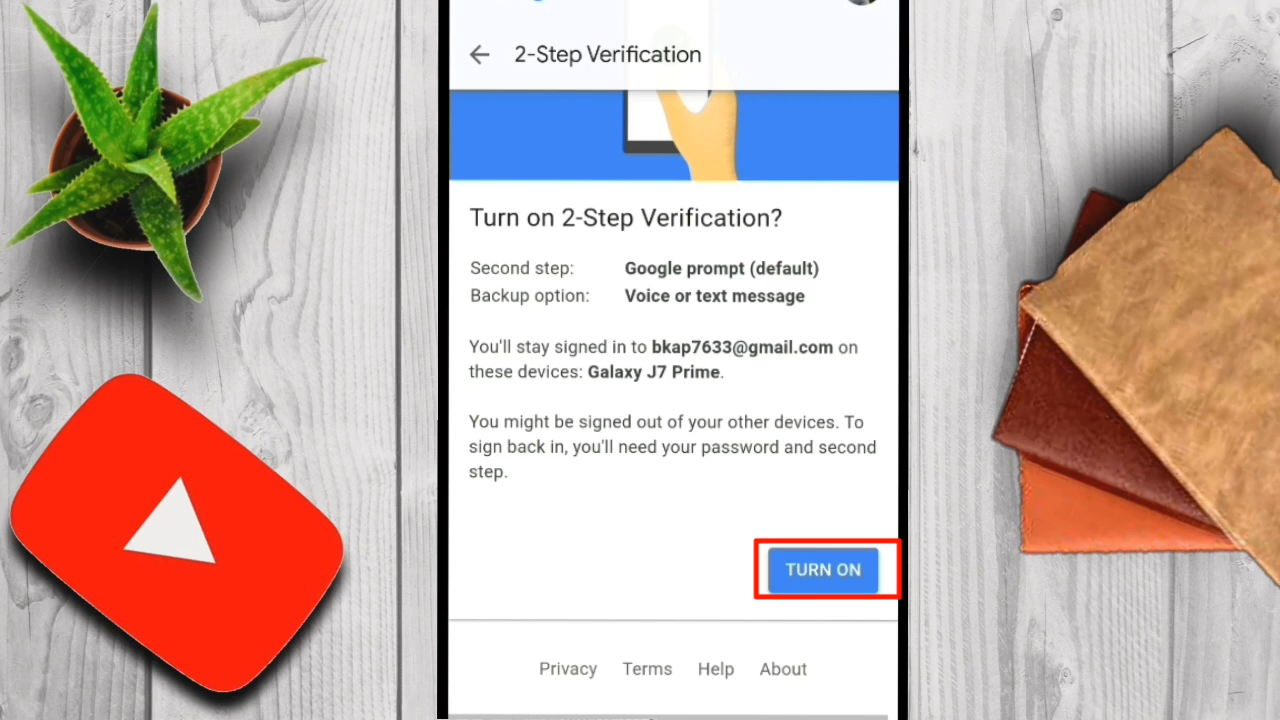 2-Step Verification
Turn on 2-Step Verification?
Second step: Google prompt (default)
Backup option: Voice or text message
You'll stay signed in to bkap7633@gmail.com on
these devices: Galaxy J7 Prime.
You might be signed out of your other devices. To
sign back in, you'll need your password and second
step.
TURN ON
Privacy Terms Help About